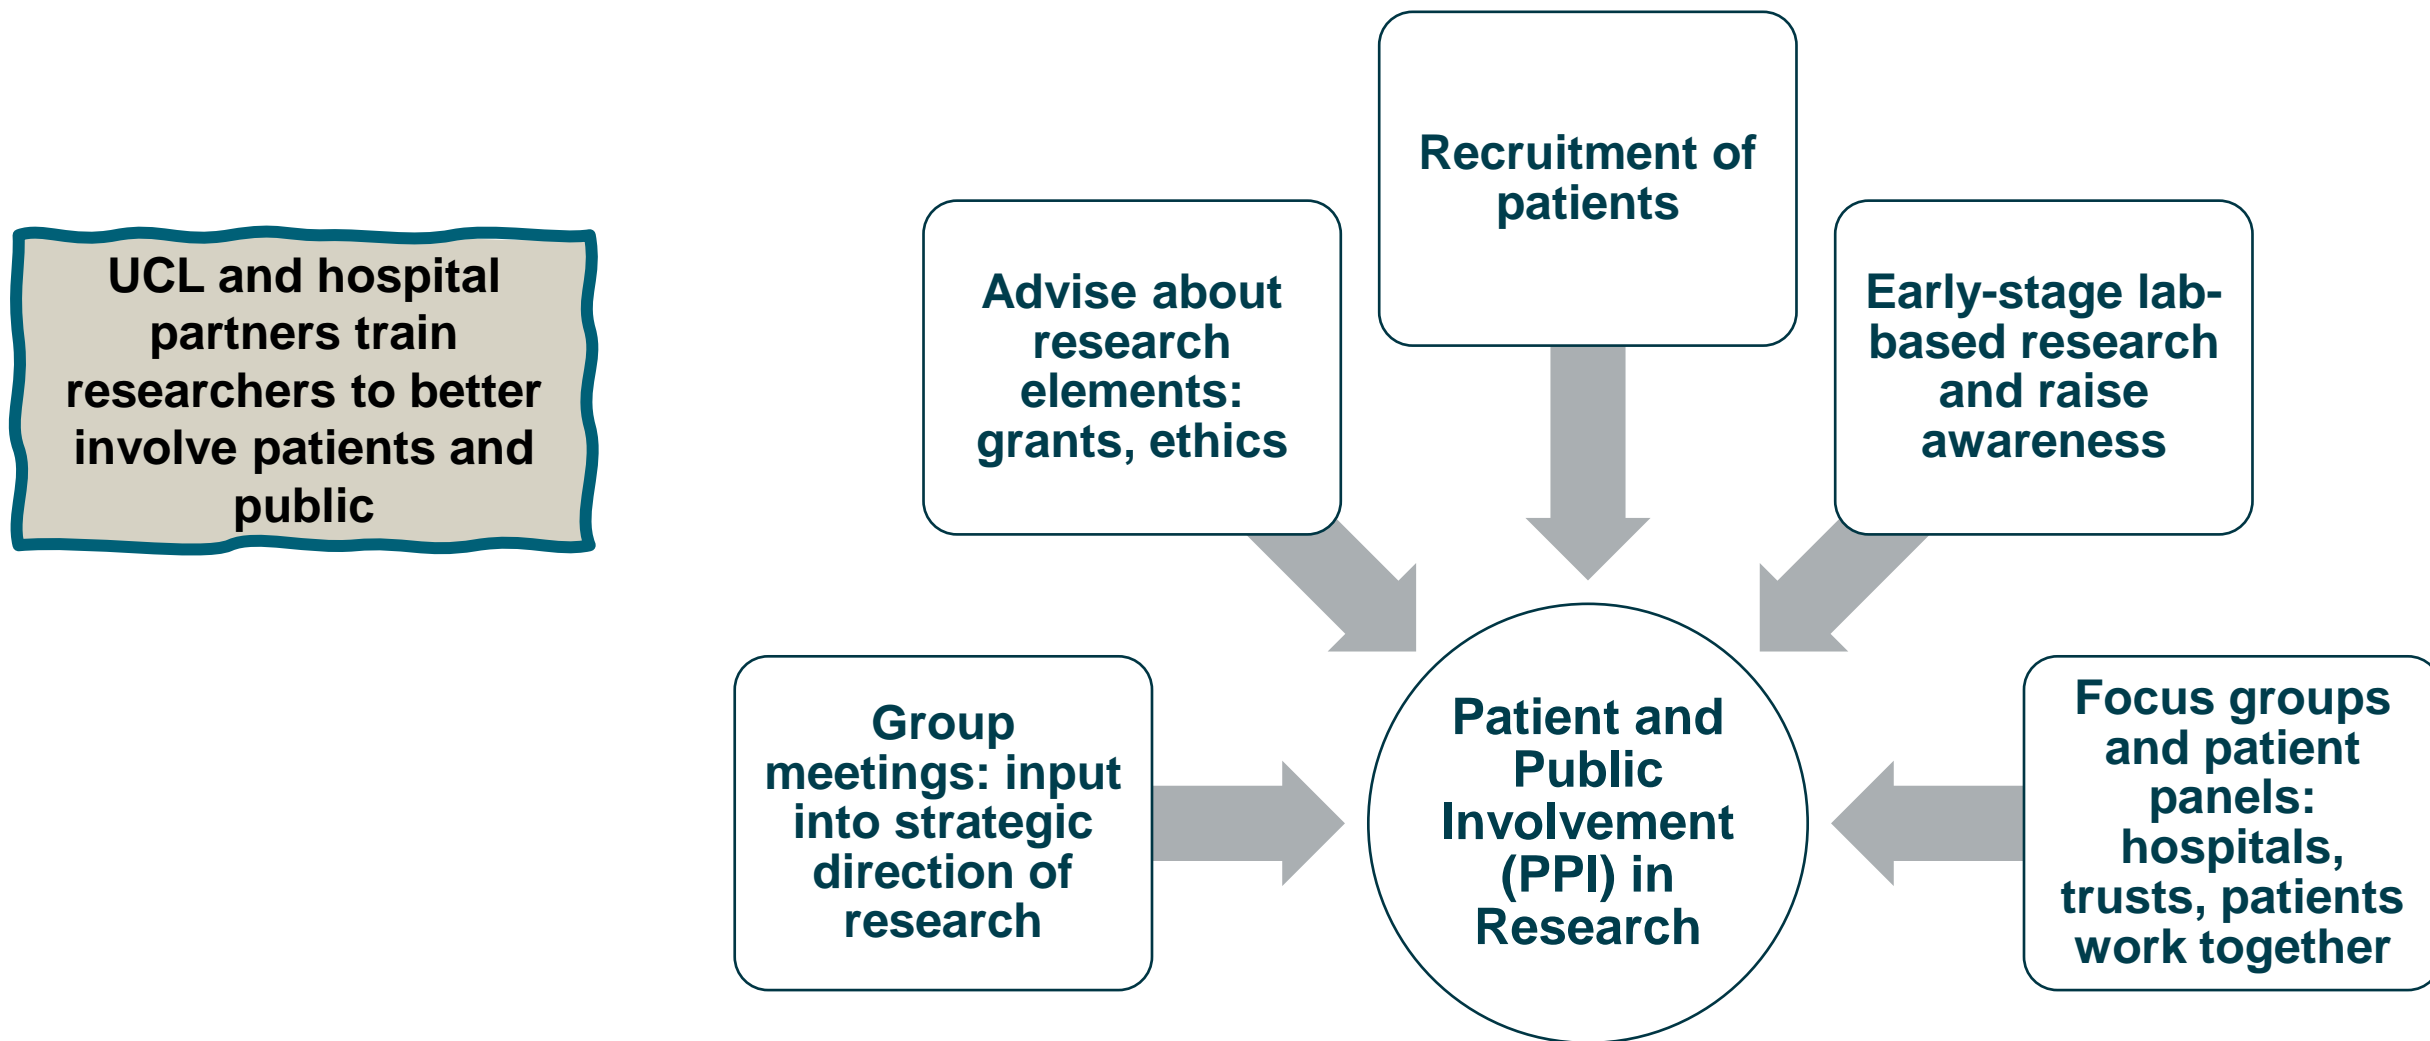 UCL and hospital
partners train
researchers to better
involve patients and
public
Group
meetings: input
into strategic
direction of
research
Advise about
research
elements:
grants, ethics
Recruitment of
patients
Early-stage lab-
based research
and raise
awareness
Focus groups
and patient
panels:
hospitals,
trusts, patients
work together
Patient and
Public
Involvement
(PPI) in
Research